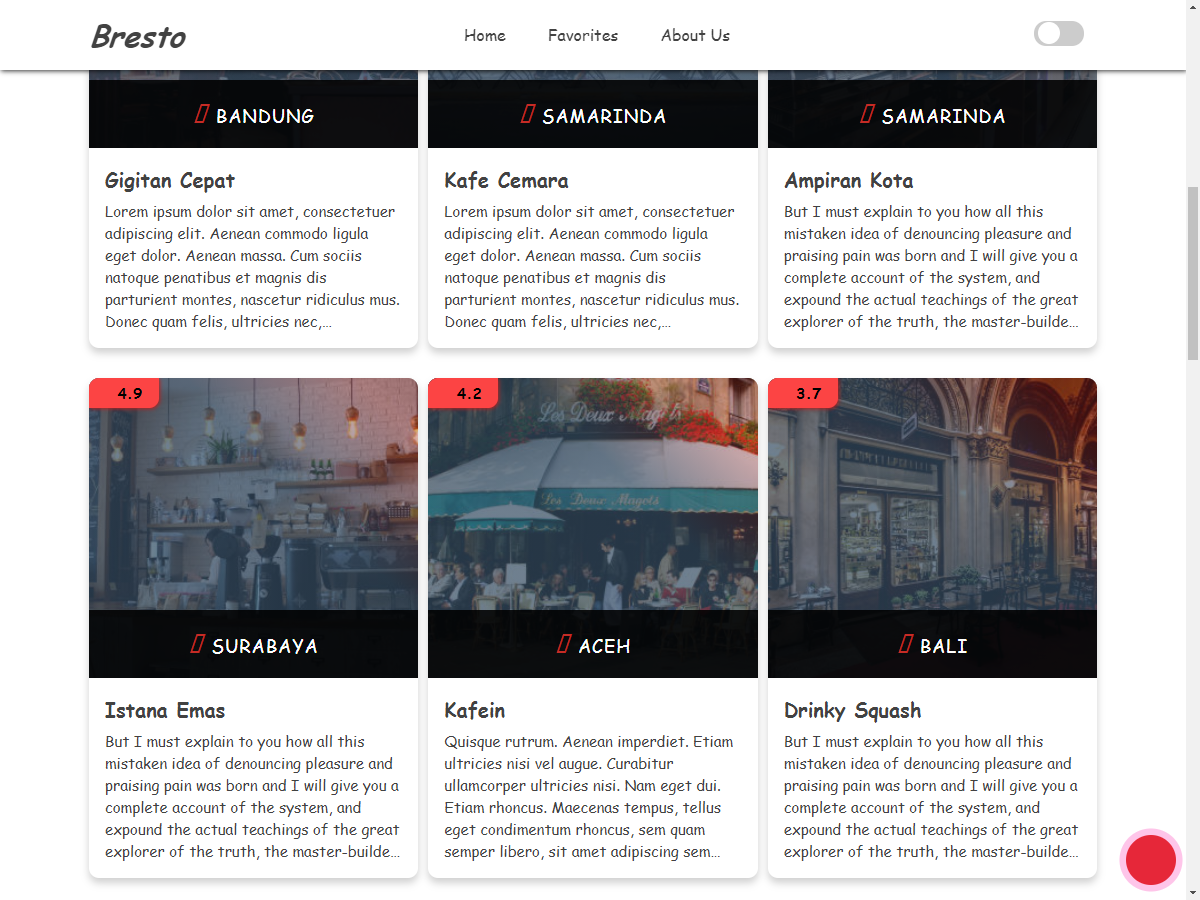 Bresto
Home
Favorites
About Us
BANDUNG
SAMARINDA
SAMARINDA
Gigitan Cepat
Lorem ipsum dolor sit amet, consectetuer
adipiscing elit. Aenean commodo ligula
eget dolor. Aenean massa. Cum sociis
natoque penatibus et magnis dis
parturient montes, nascetur ridiculus mus.
Donec quam felis, ultricies nec,...
Kafe Cemara
Lorem ipsum dolor sit amet, consectetuer
adipiscing elit. Aenean commodo ligula
eget dolor. Aenean massa. Cum sociis
natoque penatibus et magnis dis
parturient montes, nascetur ridiculus mus.
Donec quam felis, ultricies nec,...
Ampiran Kota
But I must explain to you how all this
mistaken idea of denouncing pleasure and
praising pain was born and I will give you a
complete account of the system, and
expound the actual teachings of the great
explorer of the truth, the master-builde...
4.9
4.2
3.7
Les Deux Magots
Les Deux Magots
SURABAYA
ACEH
BALI
Istana Emas
But I must explain to you how all this
mistaken idea of denouncing pleasure and
praising pain was born and I will give you a
complete account of the system, and
expound the actual teachings of the great
explorer of the truth, the master-builde...
Kafein
Quisque rutrum. Aenean imperdiet. Etiam
ultricies nisi vel augue. Curabitur
ullamcorper ultricies nisi. Nam eget dui.
Etiam rhoncus. Maecenas tempus, tellus
eget condimentum rhoncus, sem quam
semper libero, sit amet adipiscing sem...
Drinky Squash
But I must explain to you how all this
mistaken idea of denouncing pleasure and
praising pain was born and I will give you a
complete account of the system, and
expound the actual teachings of the great
explorer of the truth, the master-builde...